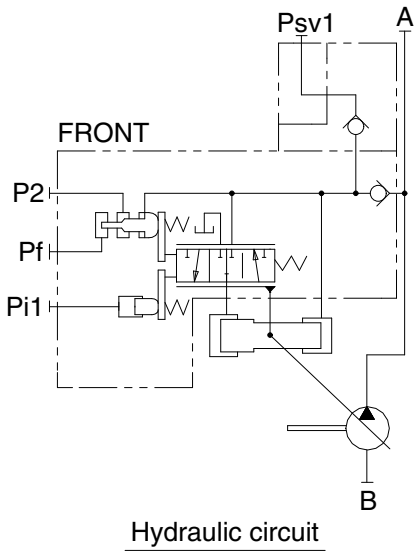 Psv1
A
FRONT
P2
Pf
Pi1
B
Hydraulic circuit